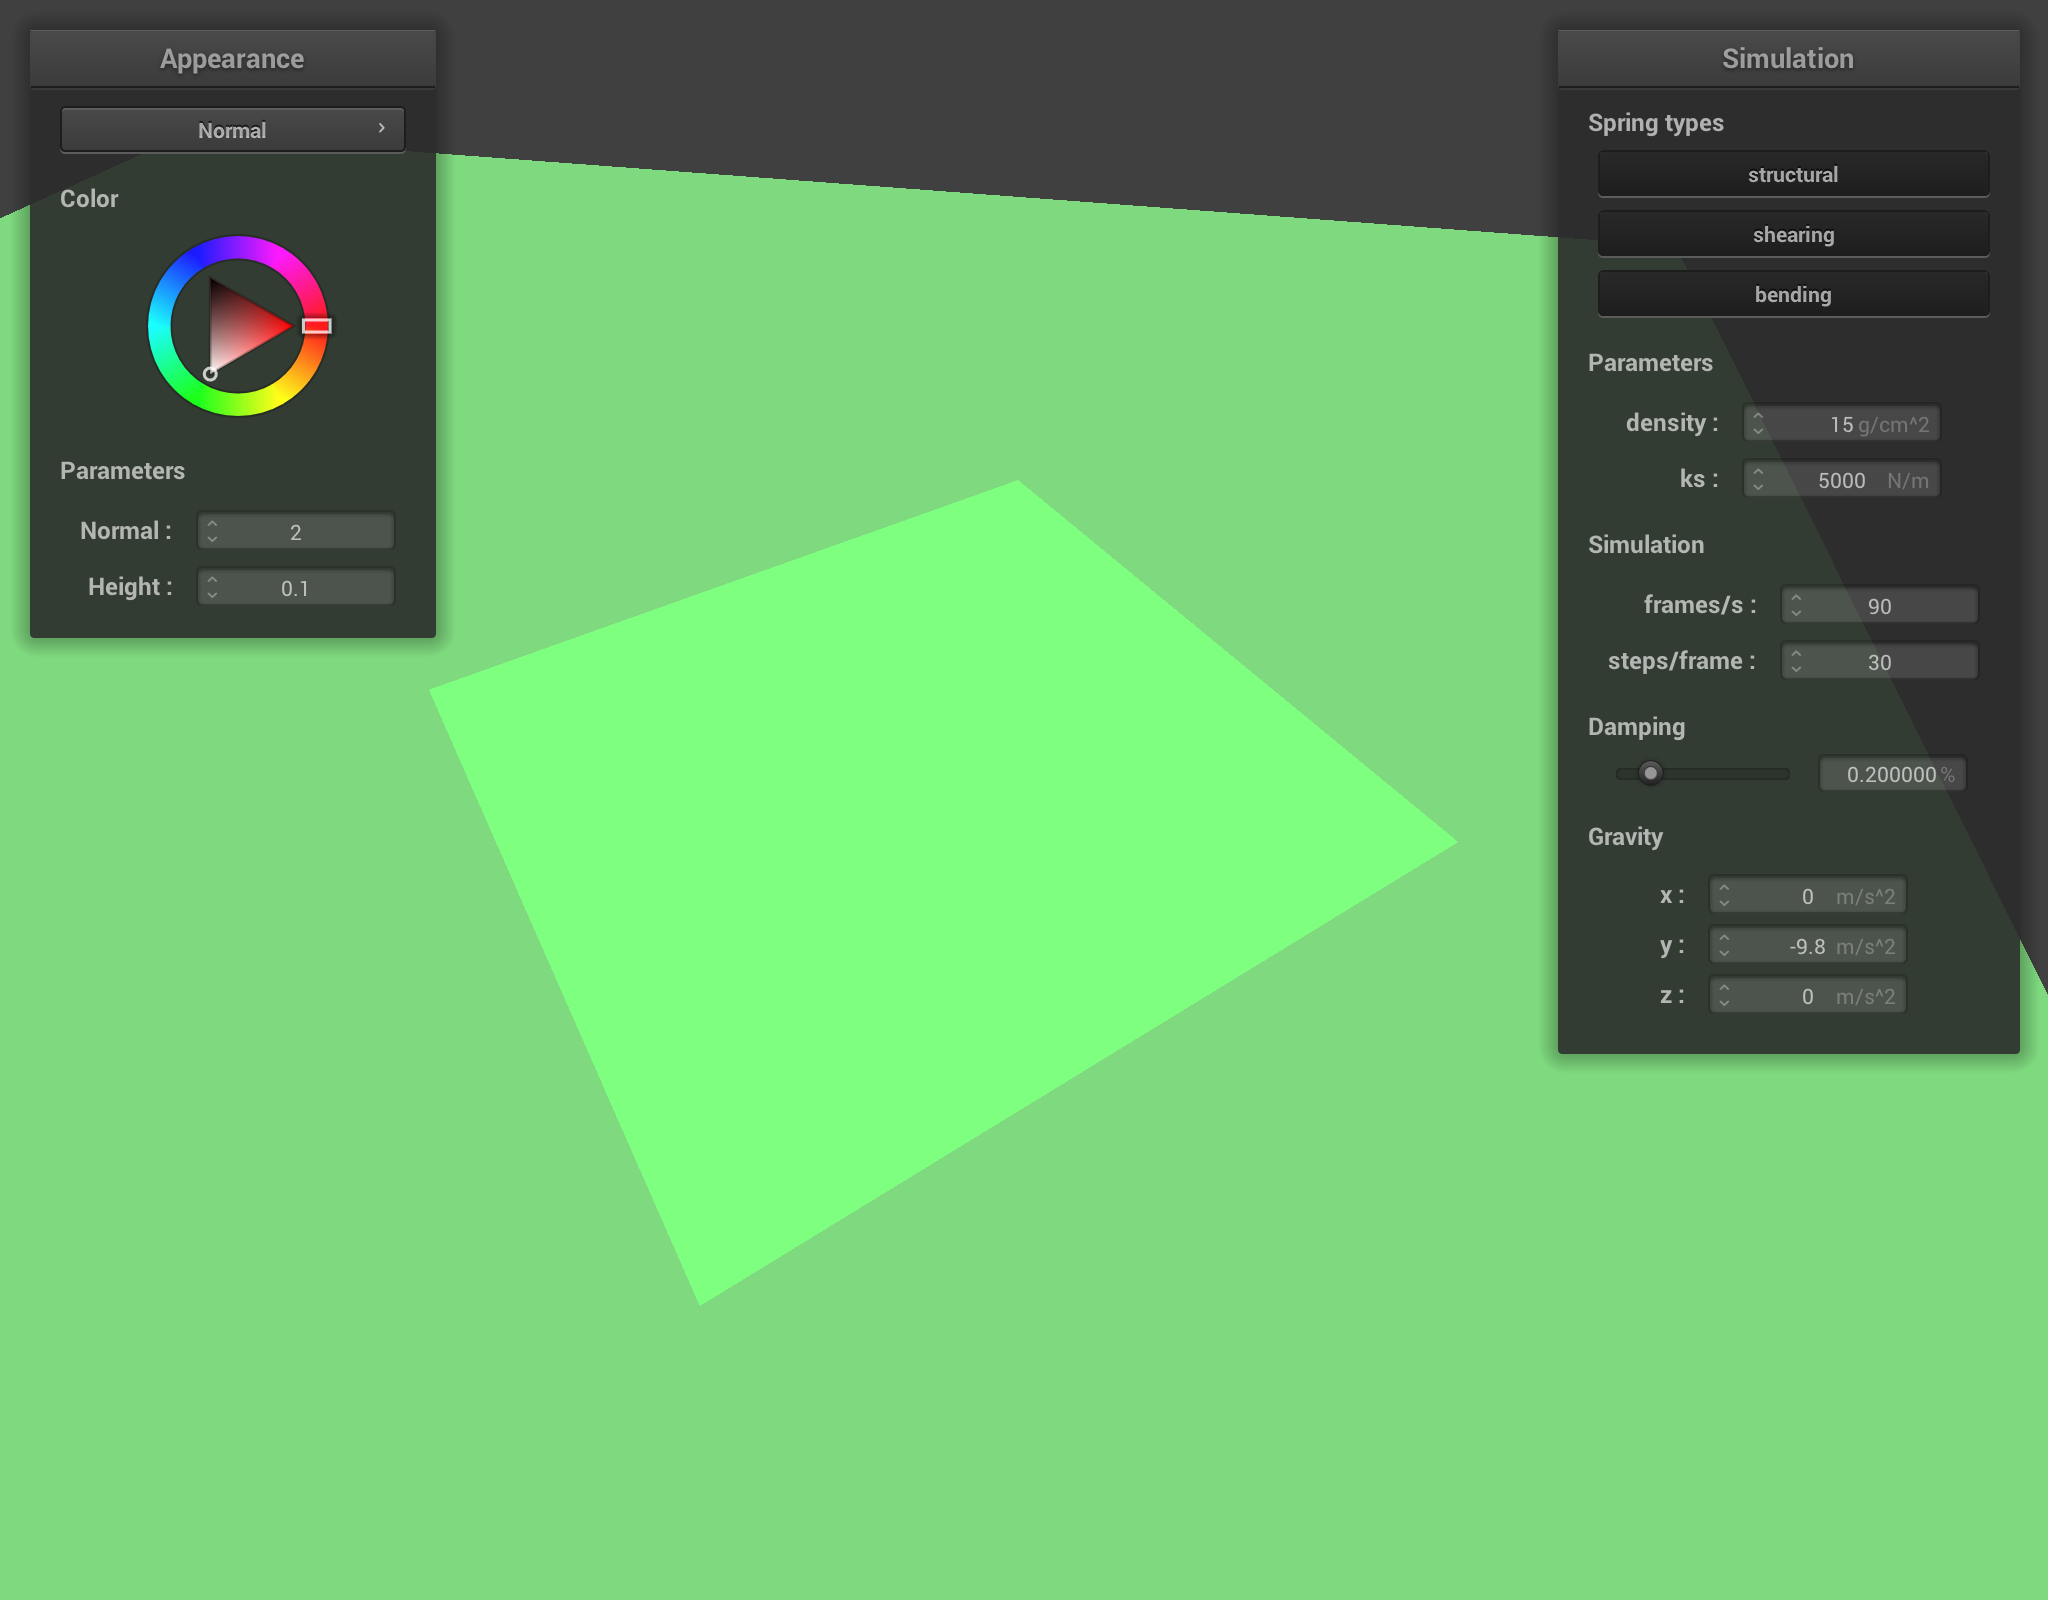 Appearance
Normal
Color
Parameters
Normal :
2
Height :
0.1
Simulation
Spring types
structural
shearing
bending
Parameters
density :
15 g/cm^2
ks :
5000 N/m
Simulation
frames/s :
90
steps/frame :
30
Damping
0.200000 %
Gravity
x :
0 m/s^2
y :
-9.8 m/s^2
z :
0 m/s^2